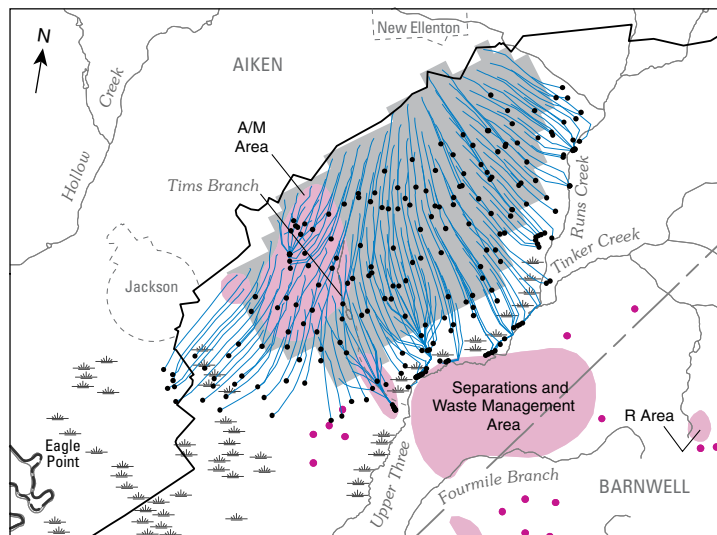 New Ellenton
N
AIKEN
Hollow
Creek
A/M
Area
Tims Branch
Runs Creek
Tinker Creek
Jackson
Separations and
Waste Management
Area
R Area
Eagle
Point
Upper Three
Fourmile Branch
BARNWELL